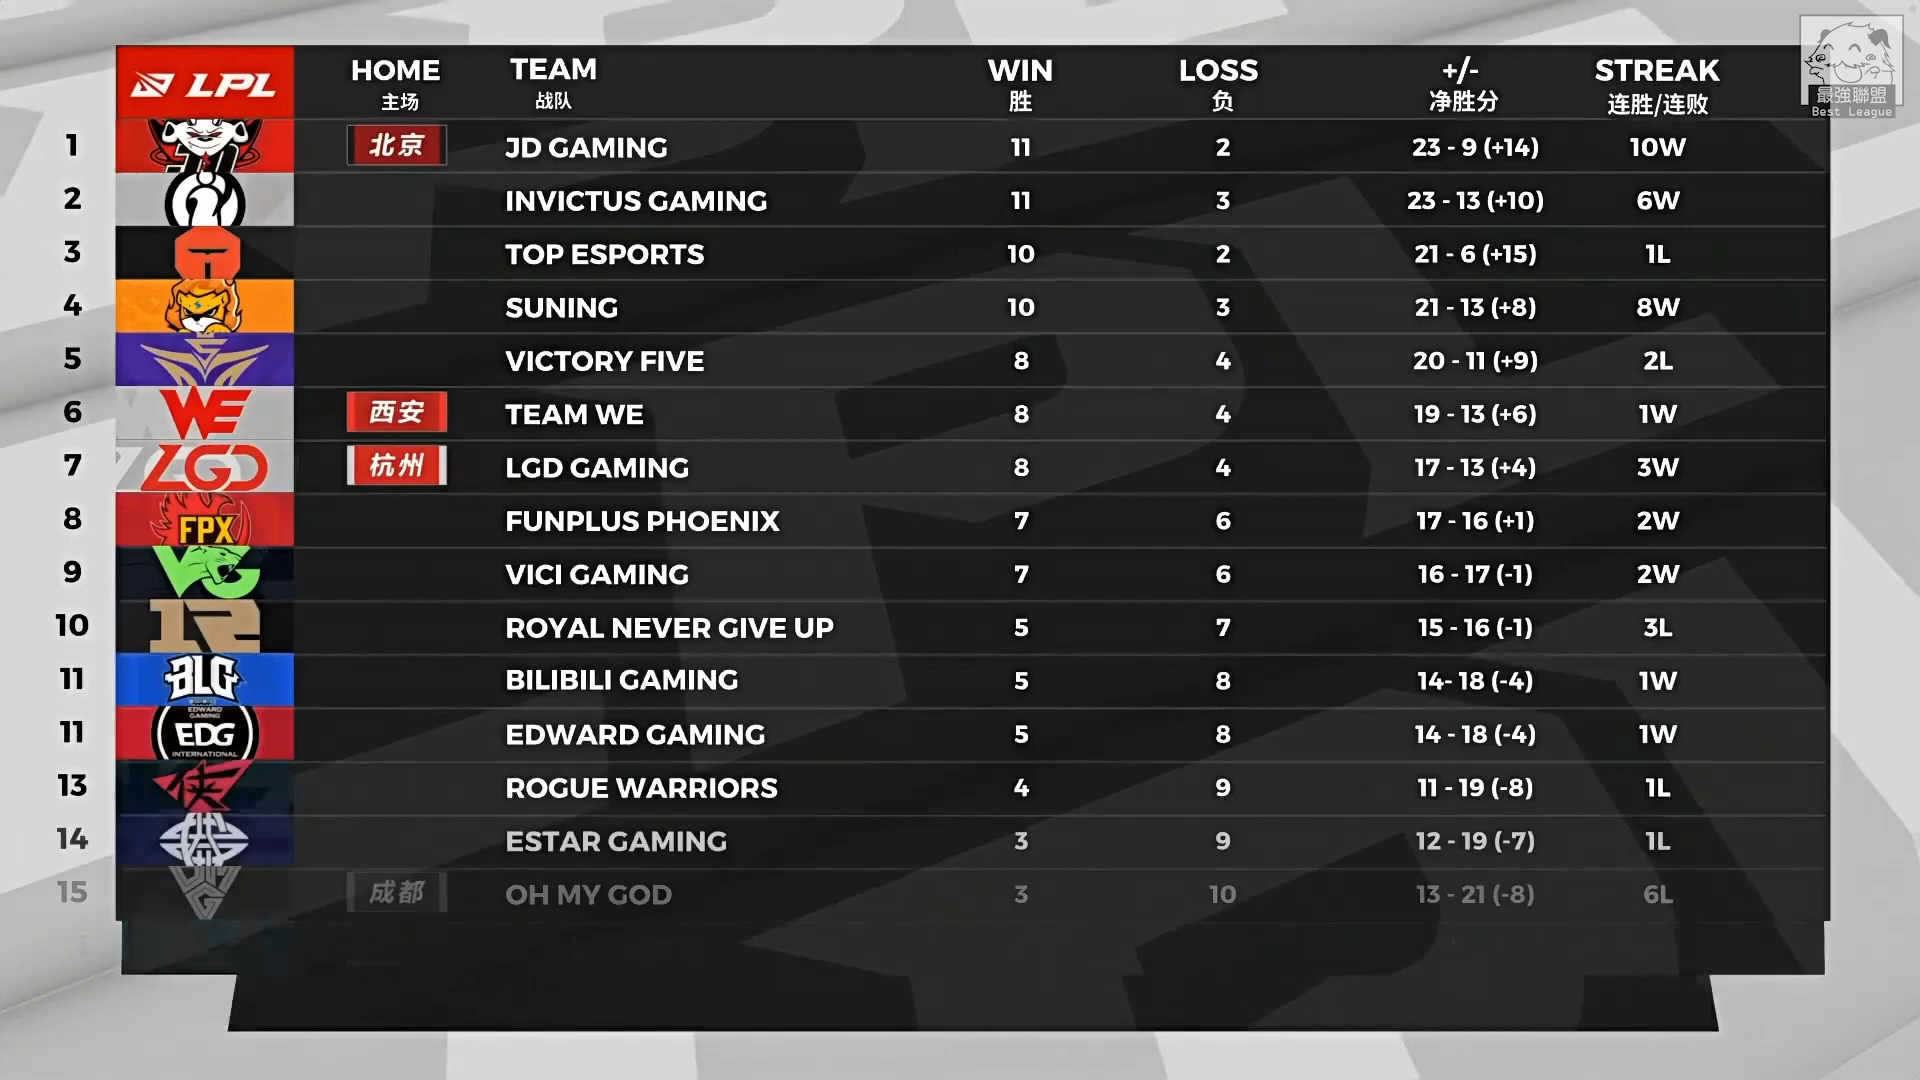 LPL HOME TEAM WIN LOSS +/- STREAK
主场 战队 胜 负 净胜分 连胜/连败
最強聯盟
Best League
1 北京 JD GAMING 11 2 23 - 9 (+14) 10W
2 INVICTUS GAMING 11 3 23 - 13 (+10) 6W
3 TOP ESPORTS 10 2 21 - 6 (+15) 1L
4 SUNING 10 3 21 - 13 (+8) 8W
5 VICTORY FIVE 8 4 20 - 11 (+9) 2L
6 WE 西安 TEAM WE 8 4 19 - 13 (+6) 1W
7 LGD 杭州 LGD GAMING 8 4 17 - 13 (+4) 3W
8 FPX FUNPLUS PHOENIX 7 6 17 - 16 (+1) 2W
9 VG VICI GAMING 7 6 16 - 17 (-1) 2W
10 ROYAL NEVER GIVE UP 5 7 15 - 16 (-1) 3L
11 BLG BILIBILI GAMING 5 8 14- 18 (-4) 1W
11 EDWARD GAMING EDG INTERNATIONAL EDWARD GAMING 5 8 14 - 18 (-4) 1W
13 侠 ROGUE WARRIORS 4 9 11 - 19 (-8) 1L
14 ESTAR GAMING 3 9 12 - 19 (-7) 1L
15 成都 OH MY GOD 3 10 13 - 21 (-8) 6L